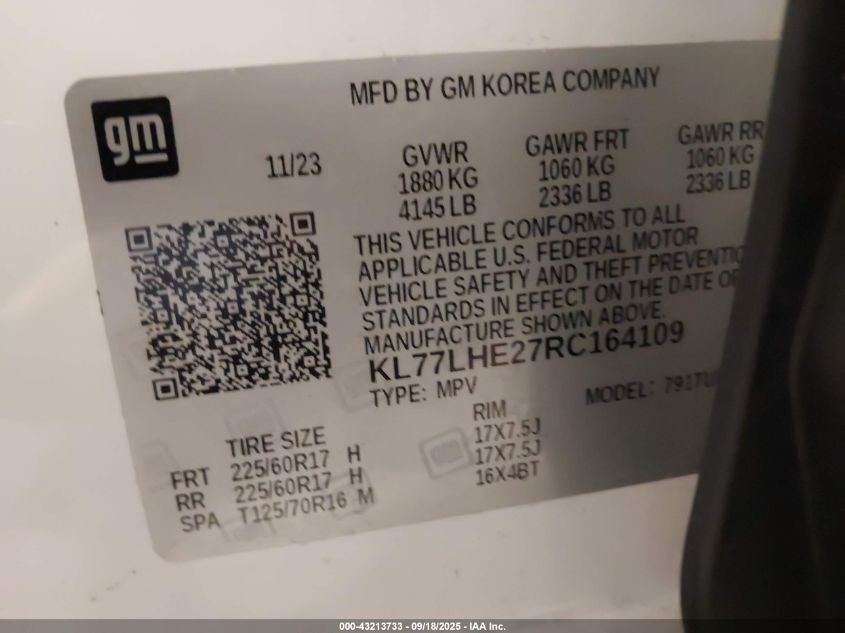 MFD BY GM KOREA COMPANY
gm
11/23
GVWR GAWR FRT GAWR RR
1880 KG 1060 KG 1060 KG
4145 LB 2336 LB 2336 LB
THIS VEHICLE CONFORMS TO ALL
APPLICABLE U.S. FEDERAL MOTOR
VEHICLE SAFETY AND THEFT PREVENTIO
STANDARDS IN EFFECT ON THE DATE OF
MANUFACTURE SHOWN ABOVE.
KL77LHE27RC164109
TYPE: MPV MODEL: 791TU
TIRE SIZE RIM
FRT 225/60R17 H 17X7.5J
RR 225/60R17 H 17X7.5J
SPA T125/70R16 M 16X4BT
000-43213733 - 09/18/2025 - IAA Inc.